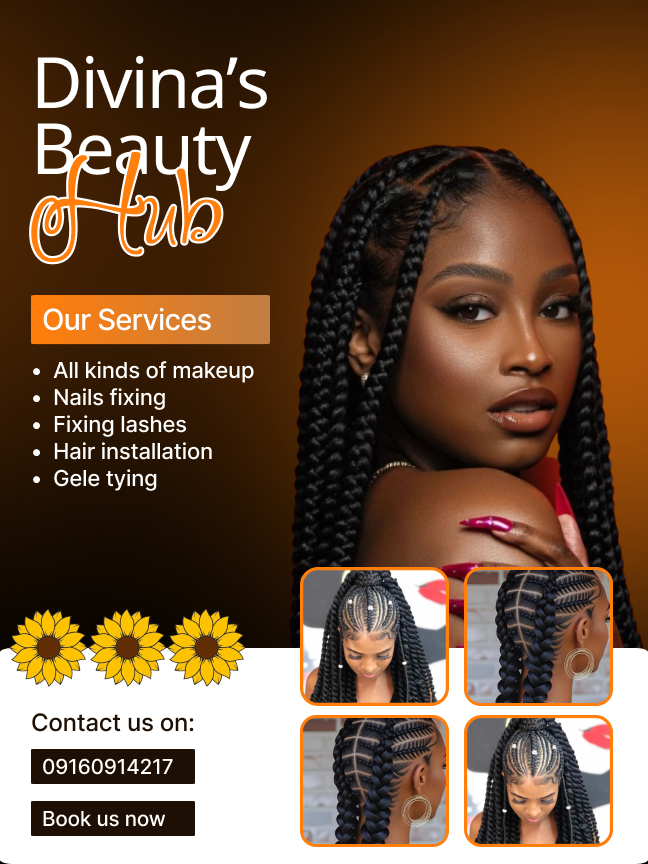 Divina’s
Beauty
Hub
Our Services
• All kinds of makeup
• Nails fixing
• Fixing lashes
• Hair installation
• Gele tying
Contact us on:
09160914217
Book us now